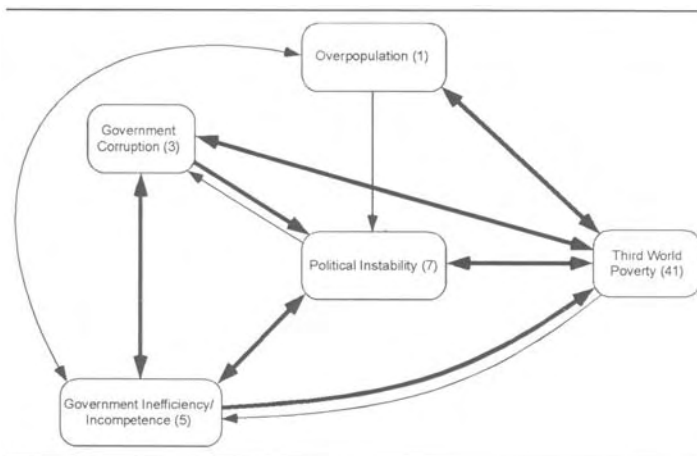 Overpopulation (1)
Government
Corruption (3)
Political Instability (7)
Third World
Poverty (41)
Government Inefficiency/
Incompetence (5)